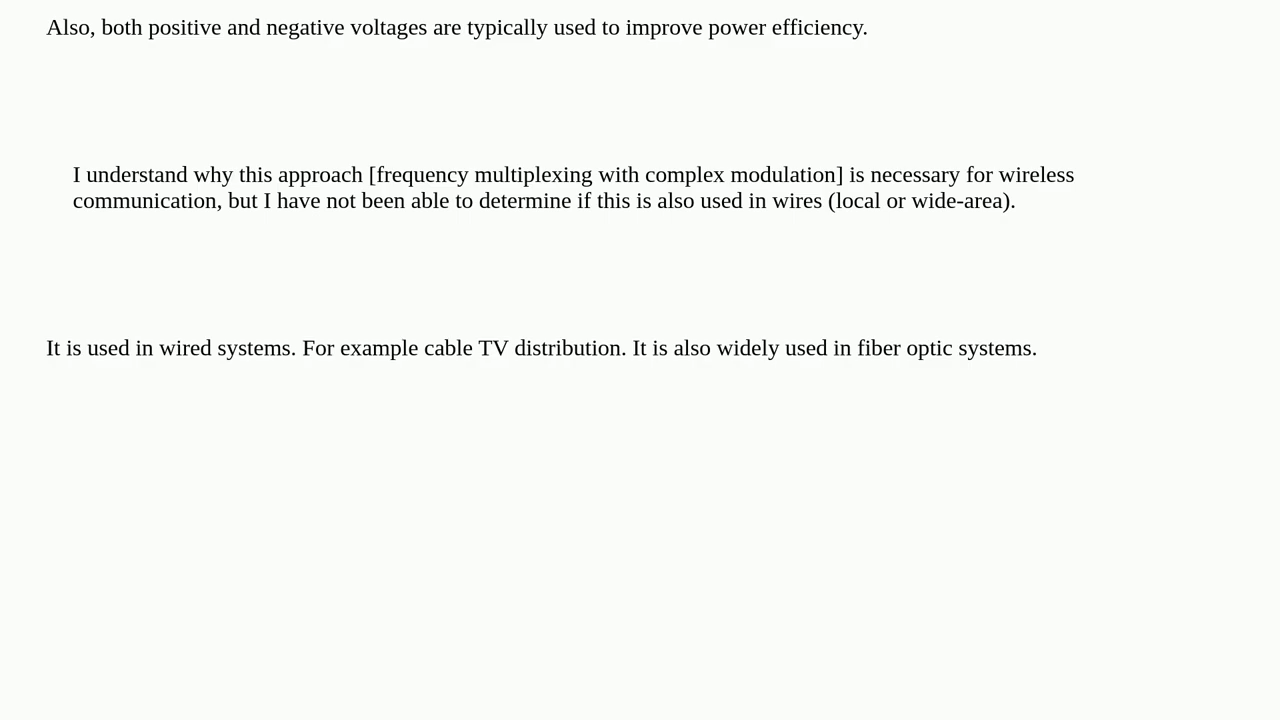 Also, both positive and negative voltages are typically used to improve power efficiency.
I understand why this approach [frequency multiplexing with complex modulation] is necessary for wireless
communication, but I have not been able to determine if this is also used in wires (local or wide-area).
It is used in wired systems. For example cable TV distribution. It is also widely used in fiber optic systems.